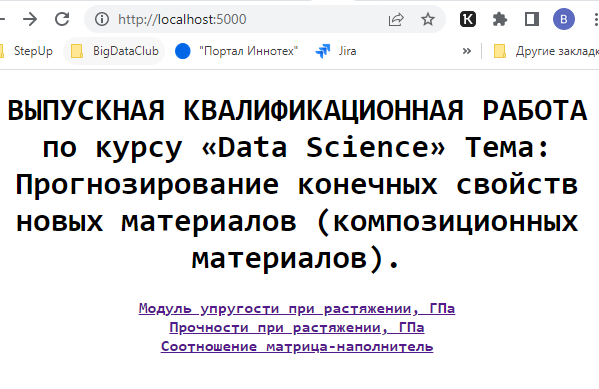 http://localhost:5000
StepUp
BigDataClub
"Портал Иннотех"
Jira
»
Другие заклад
ВЫПУСКНАЯ КВАЛИФИКАЦИОННАЯ РАБОТА
по курсу «Data Science» Тема:
Прогнозирование конечных свойств
новых материалов (композиционных
материалов).
Модуль упругости при растяжении, ГПа
Прочности при растяжении, ГПа
Соотношение матрица-наполнитель